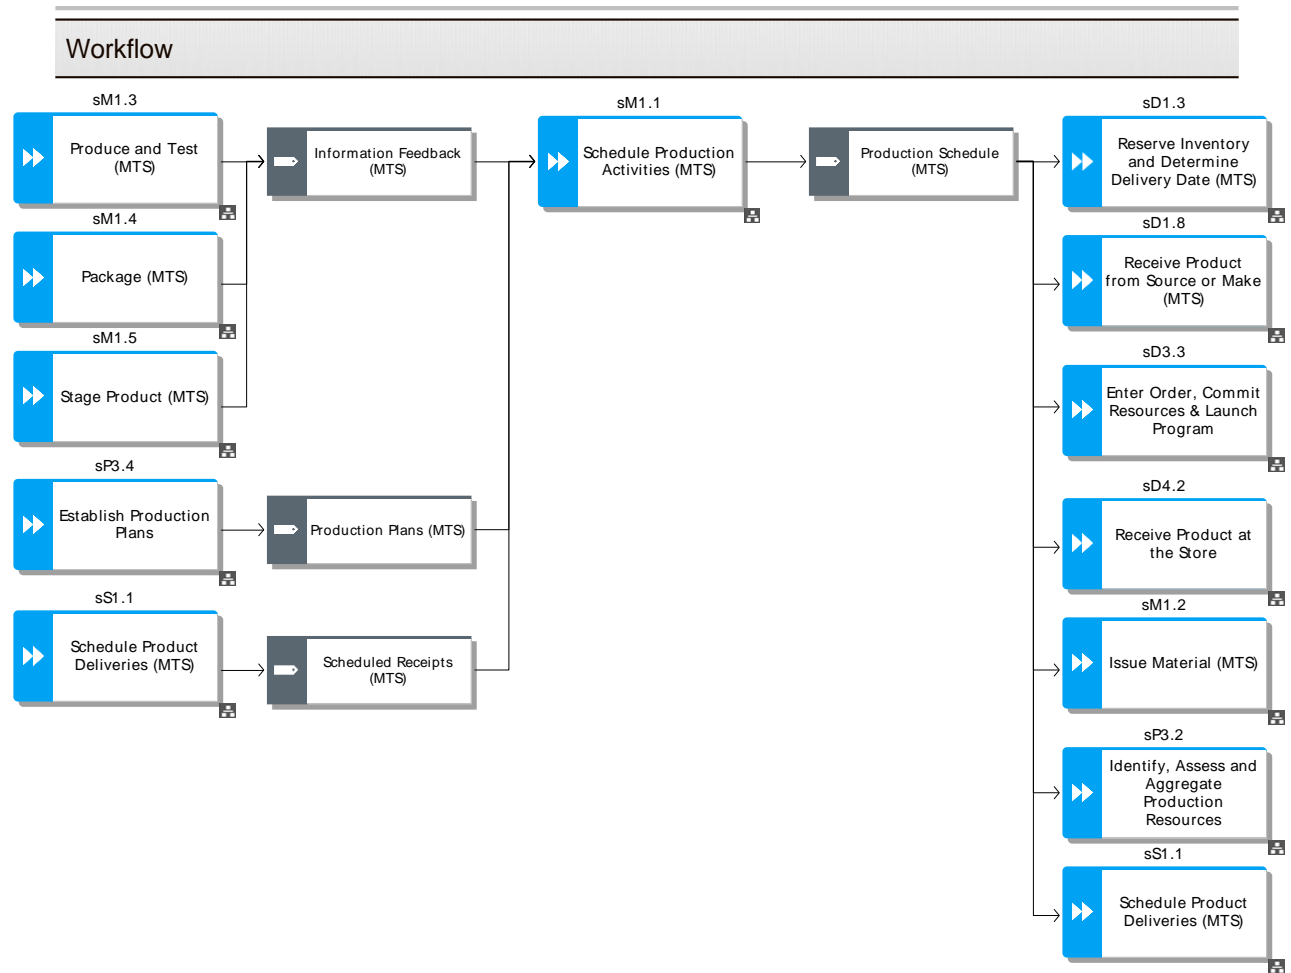 Workflow
sM1.3
Produce and Test
(MTS)
Information Feedback
(MTS)
sM1.1
Schedule Production
Activities (MTS)
Production Schedule
(MTS)
sD1.3
Reserve Inventory
and Determine
Delivery Date (MTS)
sM1.4
Package (MTS)
sD1.8
Receive Product
from Source or Make
(MTS)
sM1.5
Stage Product (MTS)
sD3.3
Enter Order, Commit
Resources & Launch
Program
sP3.4
Establish Production
Plans
Production Plans (MTS)
sD4.2
Receive Product at
the Store
sS1.1
Schedule Product
Deliveries (MTS)
Scheduled Receipts
(MTS)
sM1.2
Issue Material (MTS)
sP3.2
Identify, Assess and
Aggregate
Production
Resources
sS1.1
Schedule Product
Deliveries (MTS)